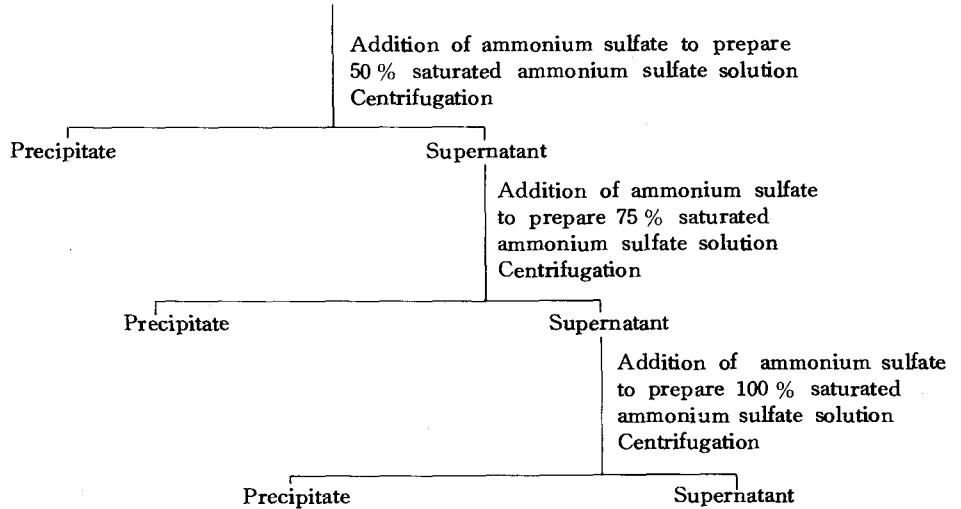 Addition of ammonium sulfate to prepare
50 % saturated ammonium sulfate solution
Centrifugation
Precipitate
Supernatant
Addition of ammonium sulfate
to prepare 75 % saturated
ammonium sulfate solution
Centrifugation
Precipitate
Supernatant
Addition of ammonium sulfate
to prepare 100 % saturated
ammonium sulfate solution
Centrifugation
Precipitate
Supernatant